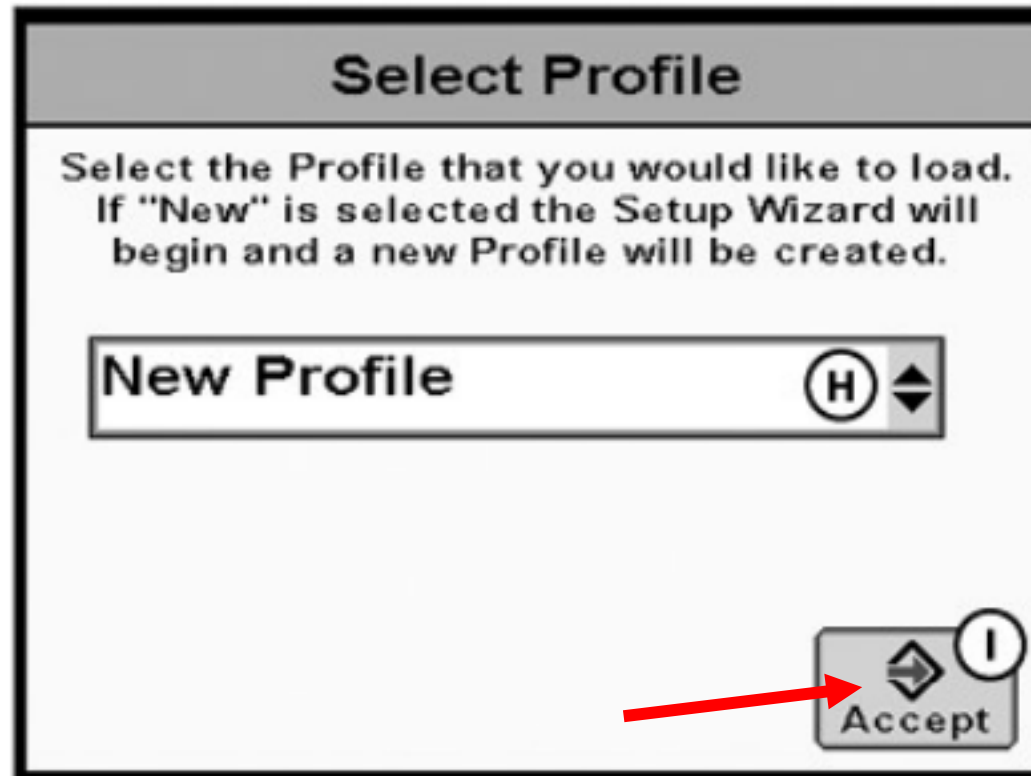 Select Profile
Select the Profile that you would like to load.
If "New" is selected the Setup Wizard will
begin and a new Profile will be created.
New Profile
H
I
Accept